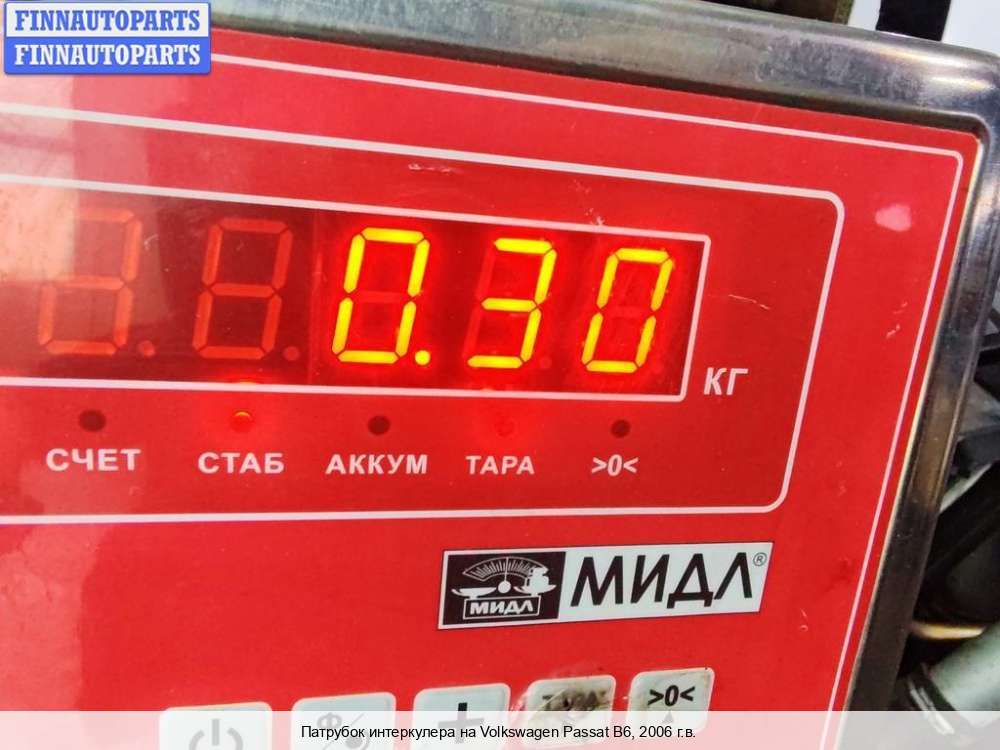 FINNAUTOPARTS
FINNAUTOPARTS
0.30
КГ
СЧЕТ СТАБ АККУМ ТАРА >0<
МИДЛ МИДЛ®
+ >0<
Патрубок интеркулера на Volkswagen Passat B6, 2006 г.в.